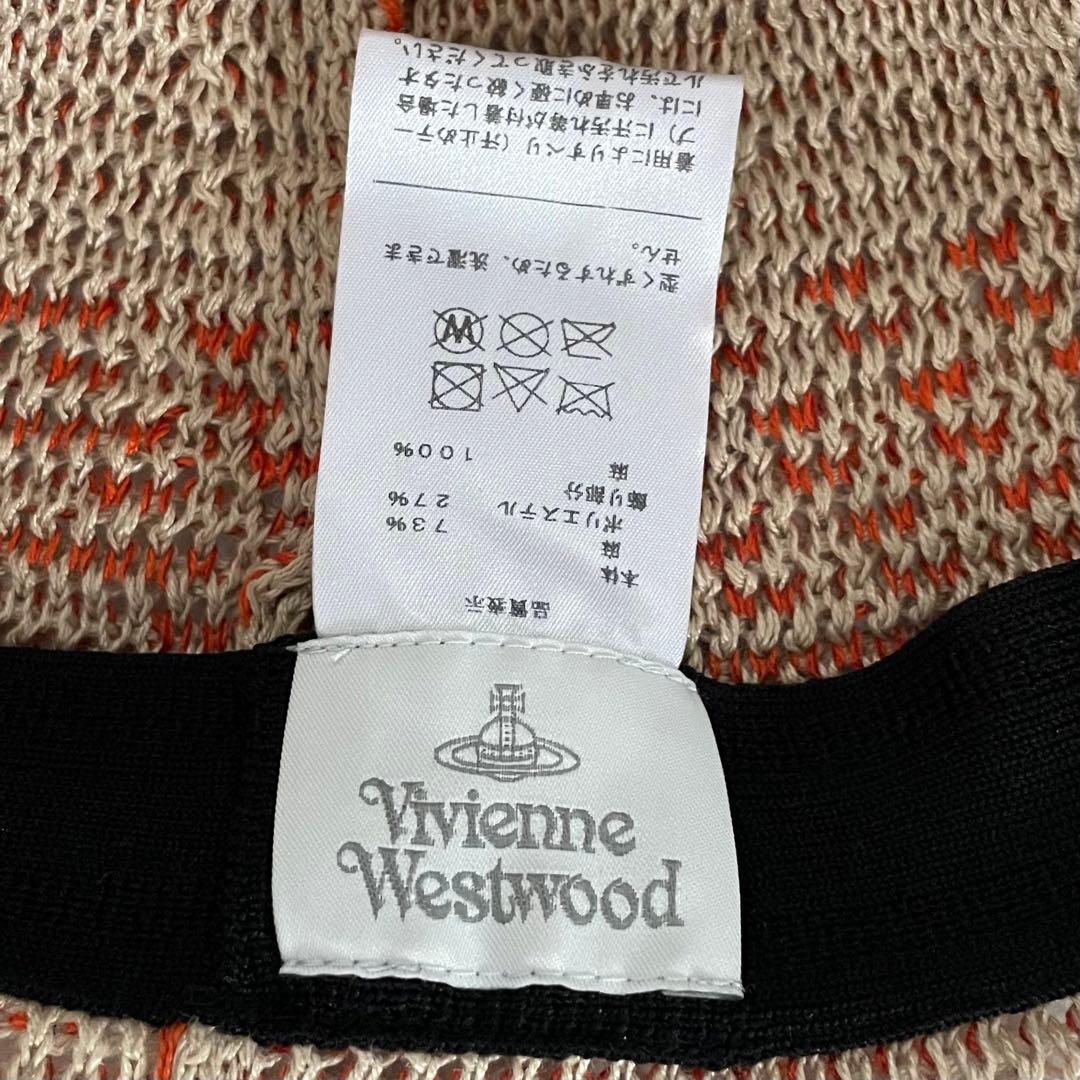 品質表示
本体
麻 73%
ポリエステル 27%
飾り部分
麻 100%
W
型くずれするため、洗濯できま
せん。
着用によりすべり(汗止めテー
プ)に汗汚れ等が付着した場合
には、お早めに硬く絞ったタオ
ルで汚れをふき取ってください。
Vivienne
Westwood